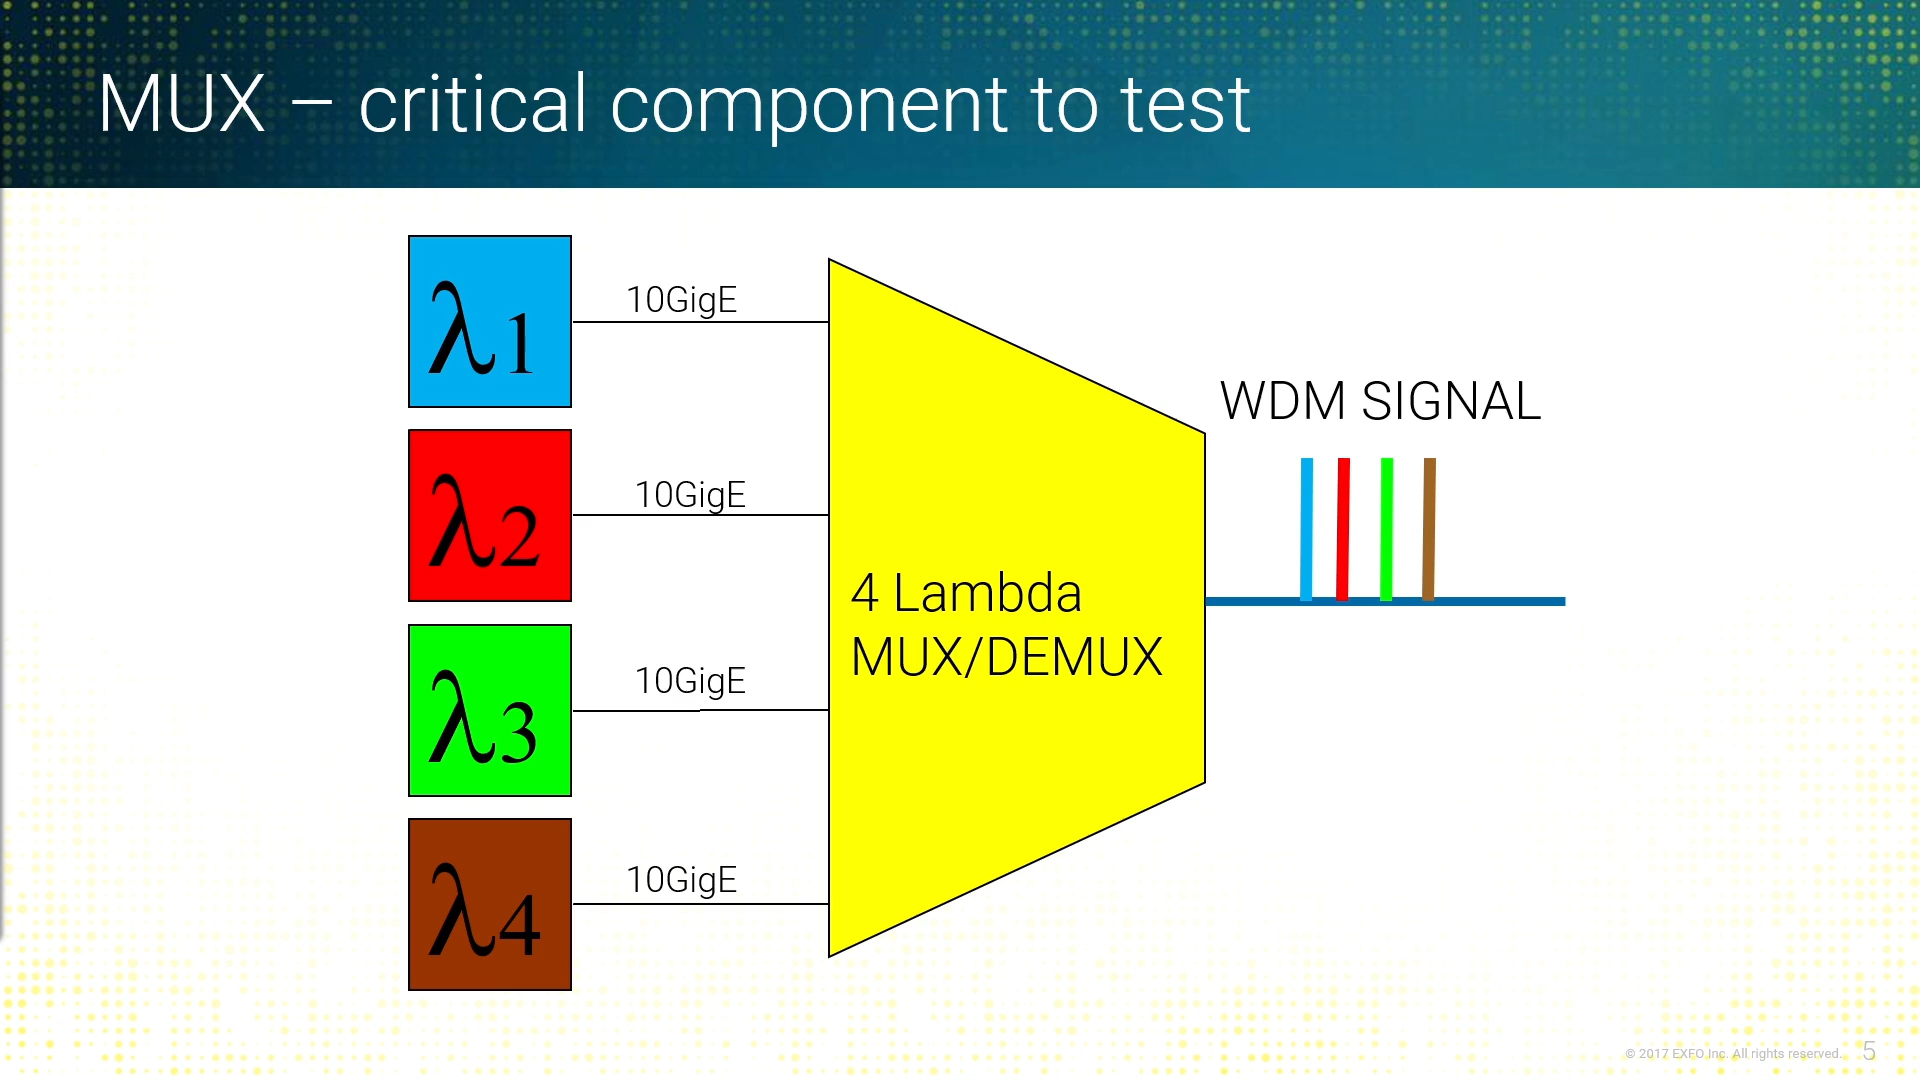 MUX – critical component to test
λ1
10GigE
WDM SIGNAL
λ2
10GigE
4 Lambda
MUX/DEMUX
λ3
10GigE
λ4
10GigE
© 2017 EXFO Inc. All rights reserved. 5